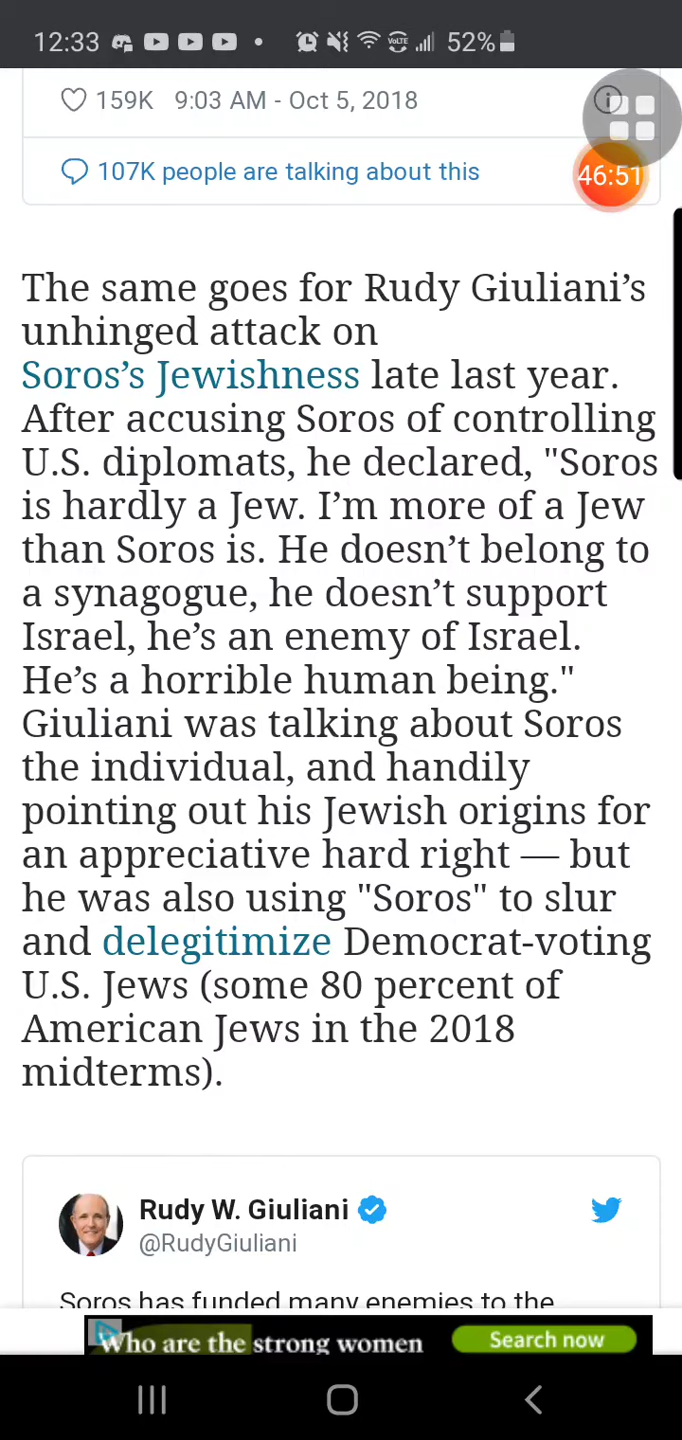 12:33 52%
159K 9:03 AM - Oct 5, 2018
107K people are talking about this
46:51
The same goes for Rudy Giuliani’s
unhinged attack on
Soros’s Jewishness late last year.
After accusing Soros of controlling
U.S. diplomats, he declared, "Soros
is hardly a Jew. I’m more of a Jew
than Soros is. He doesn’t belong to
a synagogue, he doesn’t support
Israel, he’s an enemy of Israel.
He’s a horrible human being."
Giuliani was talking about Soros
the individual, and handily
pointing out his Jewish origins for
an appreciative hard right — but
he was also using "Soros" to slur
and delegitimize Democrat-voting
U.S. Jews (some 80 percent of
American Jews in the 2018
midterms).
Rudy W. Giuliani
@RudyGiuliani
Soros has funded many enemies to the
Who are the strong women Search now